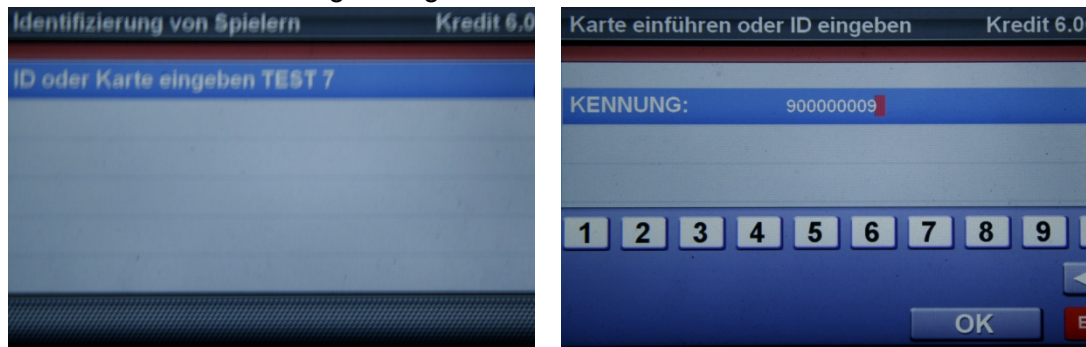 Identifizierung von Spielern Kredit 6.0
ID oder Karte eingeben TEST 7
Karte einführen oder ID eingeben Kredit 6.0
KENNUNG: 900000009
1 2 3 4 5 6 7 8 9
OK